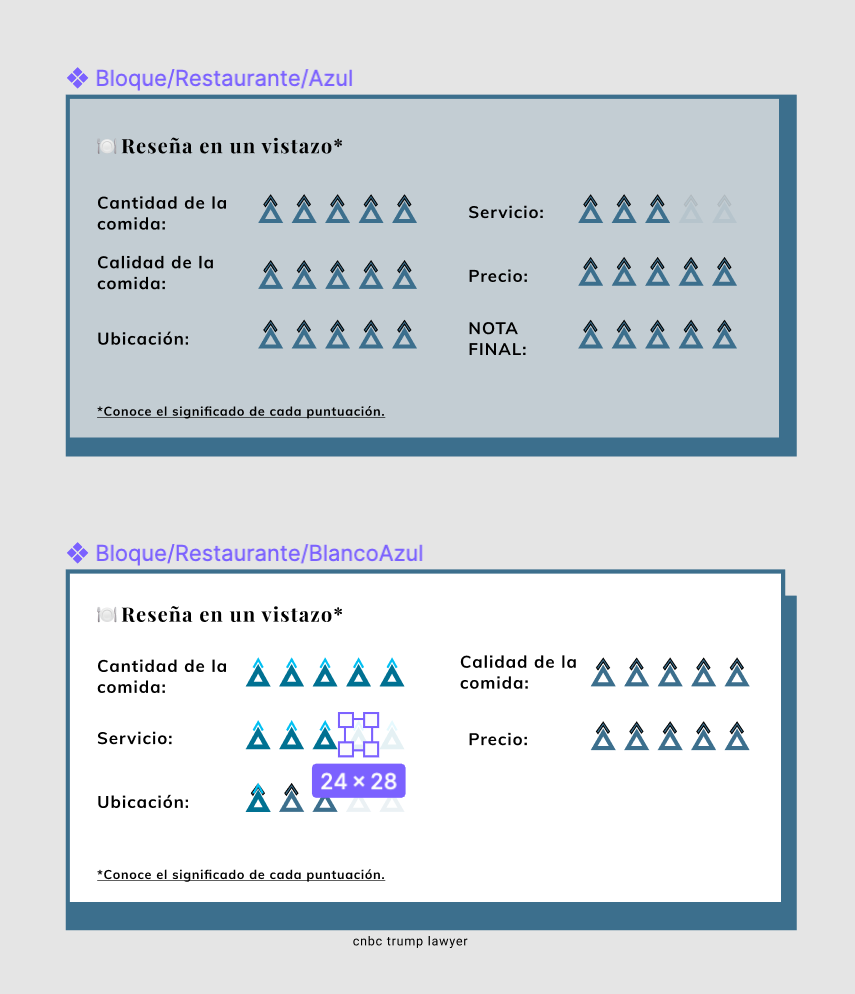 Bloque/Restaurante/Azul
Reseña en un vistazo*
Cantidad de la
comida:
Servicio:
Calidad de la
comida:
Precio:
Ubicación:
NOTA
FINAL:
*Conoce el significado de cada puntuación.
Bloque/Restaurante/BlancoAzul
Reseña en un vistazo*
Cantidad de la
comida:
Calidad de la
comida:
Servicio:
Precio:
24 × 28
Ubicación:
*Conoce el significado de cada puntuación.
cnbc trump lawyer